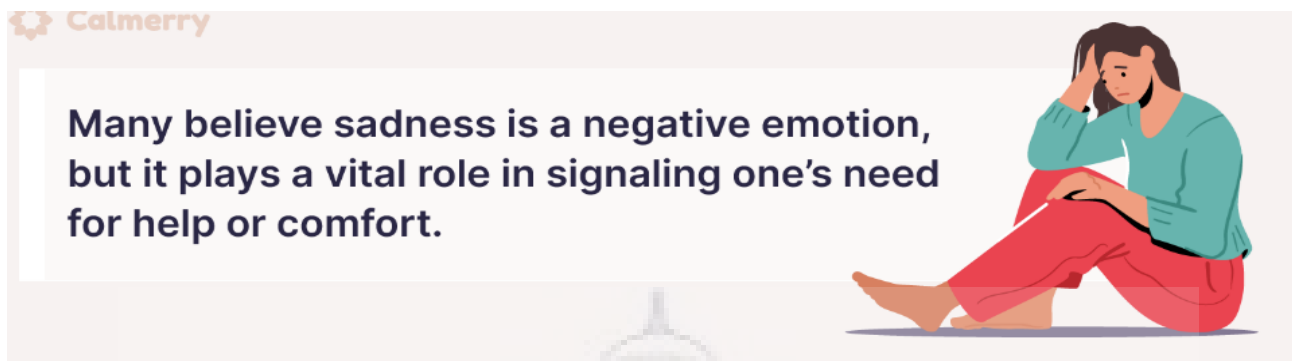 Calmerry
Many believe sadness is a negative emotion,
but it plays a vital role in signaling one’s need
for help or comfort.